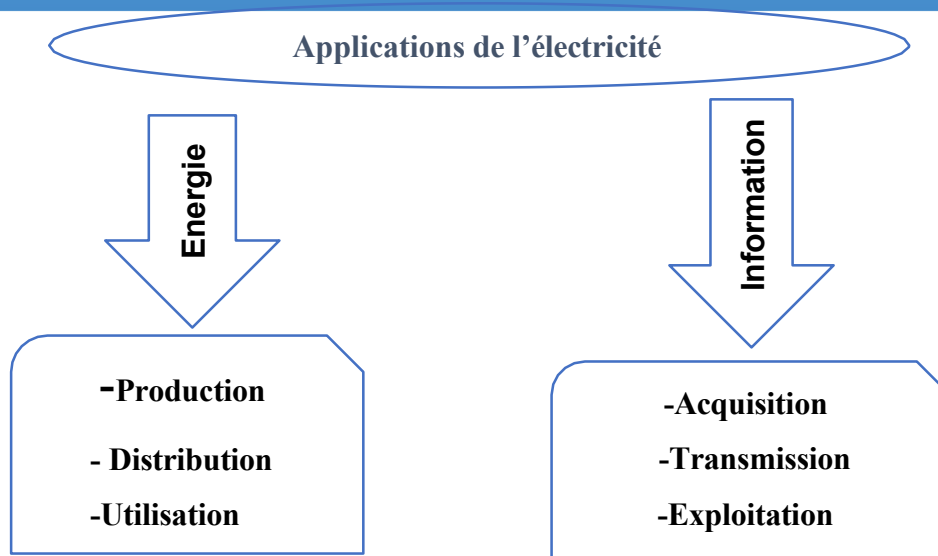 Applications de l’électricité
Energie
-Production
- Distribution
-Utilisation
Information
-Acquisition
-Transmission
-Exploitation